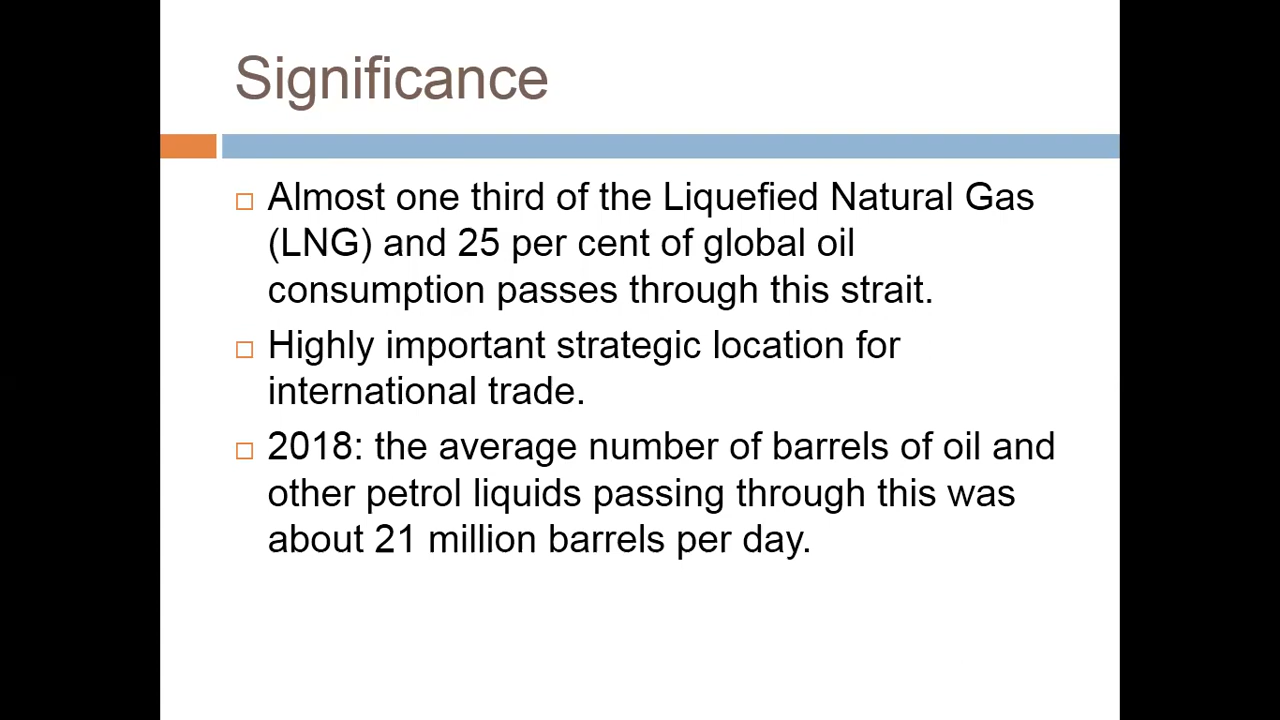 Significance
Almost one third of the Liquefied Natural Gas
(LNG) and 25 per cent of global oil
consumption passes through this strait.
Highly important strategic location for
international trade.
2018: the average number of barrels of oil and
other petrol liquids passing through this was
about 21 million barrels per day.